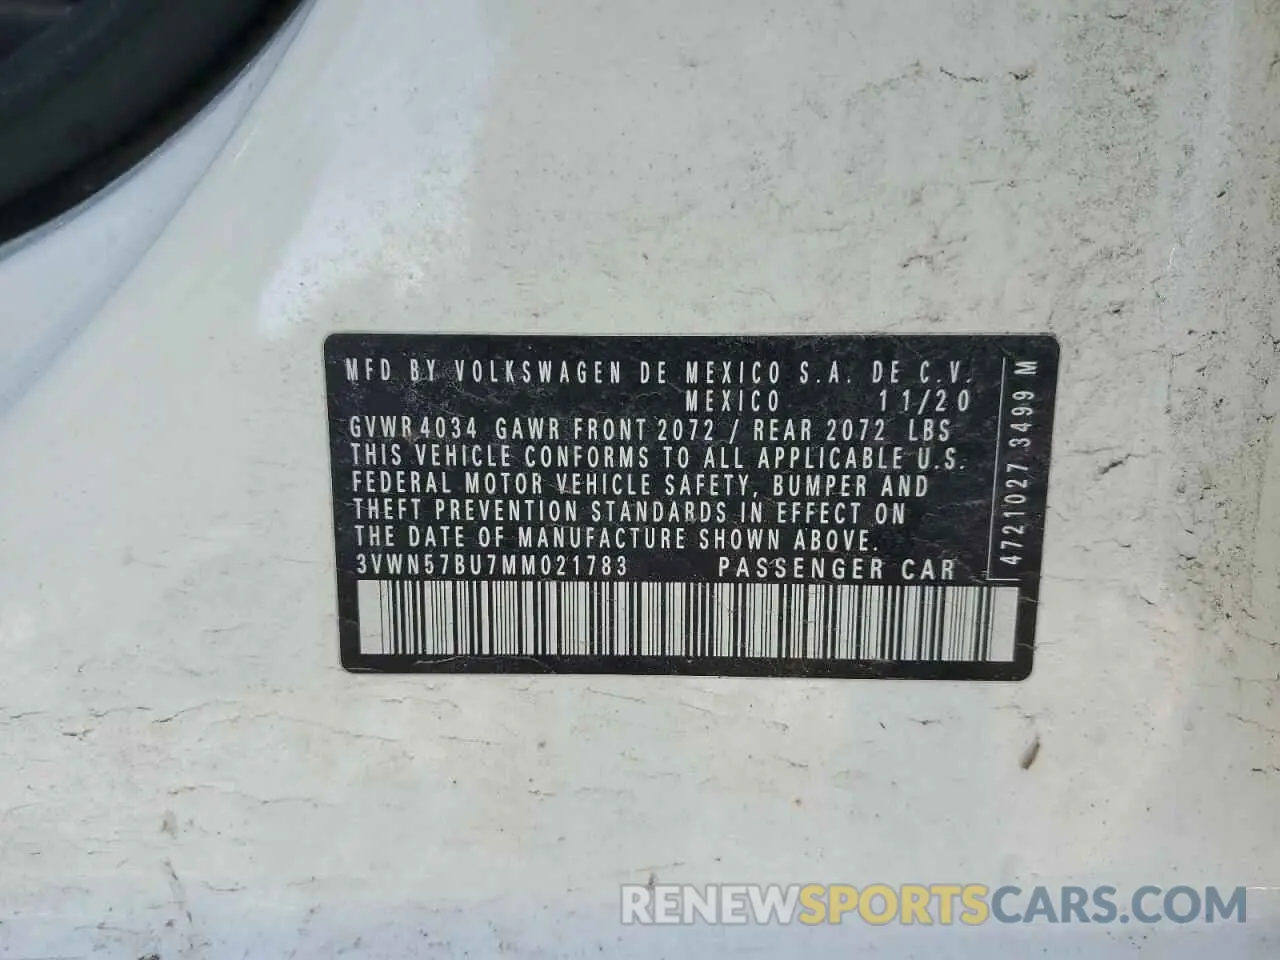 MFD BY VOLKSWAGEN DE MEXICO S.A. DE C.V.
MEXICO 11/20
GVWR 4034 GAWR FRONT 2072 / REAR 2072 LBS
THIS VEHICLE CONFORMS TO ALL APPLICABLE U.S.
FEDERAL MOTOR VEHICLE SAFETY, BUMPER AND
THEFT PREVENTION STANDARDS IN EFFECT ON
THE DATE OF MANUFACTURE SHOWN ABOVE.
3VWN57BU7MM021783 PASSENGER CAR
4721027 3499 M
RENEWSPORTSCARS.COM